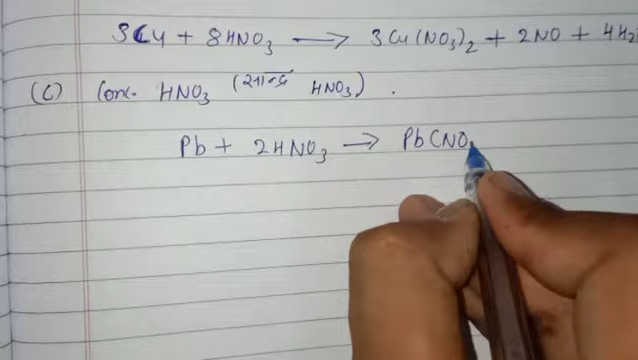 3Cu + 8HNO₃ ⟶ 3Cu(NO₃)₂ + 2NO + 4H₂
(C) Conc. HNO₃ ( HNO₃) .
Pb + 2HNO₃ ⟶ Pb(NO